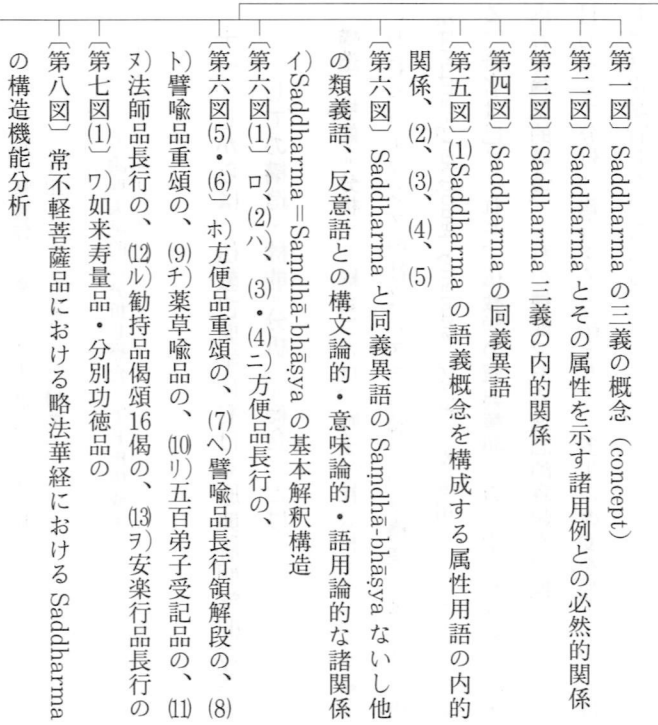 〔第一図〕 Saddharma の三義の概念（concept）
〔第二図〕 Saddharma とその属性を示す諸用例との必然的関係
〔第三図〕 Saddharma 三義の内的関係
〔第四図〕 Saddharma の同義異語
〔第五図〕⑴Saddharma の語義概念を構成する属性用語の内的
関係、⑵、⑶、⑷、⑸
〔第六図〕 Saddharma と同義異語の Saṃdhā-bhāṣya ないし他
の類義語、反意語との構文論的・意味論的・語用論的な諸関係
イ)Saddharma＝Saṃdhā-bhāṣya の基本解釈構造
〔第六図⑴〕 ロ)、⑵ハ)、⑶・⑷ニ)方便品長行の、
〔第六図⑸・⑹〕 ホ)方便品重頌の、⑺ヘ)譬喩品長行領解段の、⑻
ト)譬喩品重頌の、⑼チ)薬草喩品の、⑽リ)五百弟子受記品の、⑾
ヌ)法師品長行の、⑿ル)勧持品偈頌16偈の、⒀ヲ)安楽行品長行の
〔第七図⑴〕 ワ)如来寿量品・分別功徳品の
〔第八図〕 常不軽菩薩品における略法華経における Saddharma
の構造機能分析